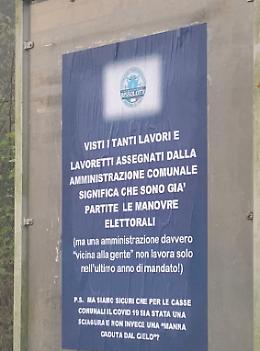 VISTI I TANTI LAVORI E
LAVORETTI ASSEGNATI DALLA
AMMINISTRAZIONE COMUNALE
SIGNIFICA CHE SONO GIA'
PARTITE LE MANOVRE
ELETTORALI
(ma una amministrazione davvero
"vicina alla gente" non lavora solo
nell'ultimo anno di mandato!)
P.S. MA SIAMO SICURI CHE PER LE CASSE
COMUNALI IL COVID 19 SIA STATA UNA
SCIAGURA E NON INVECE UNA "MANNA
CADUTA DAL CIELO"?